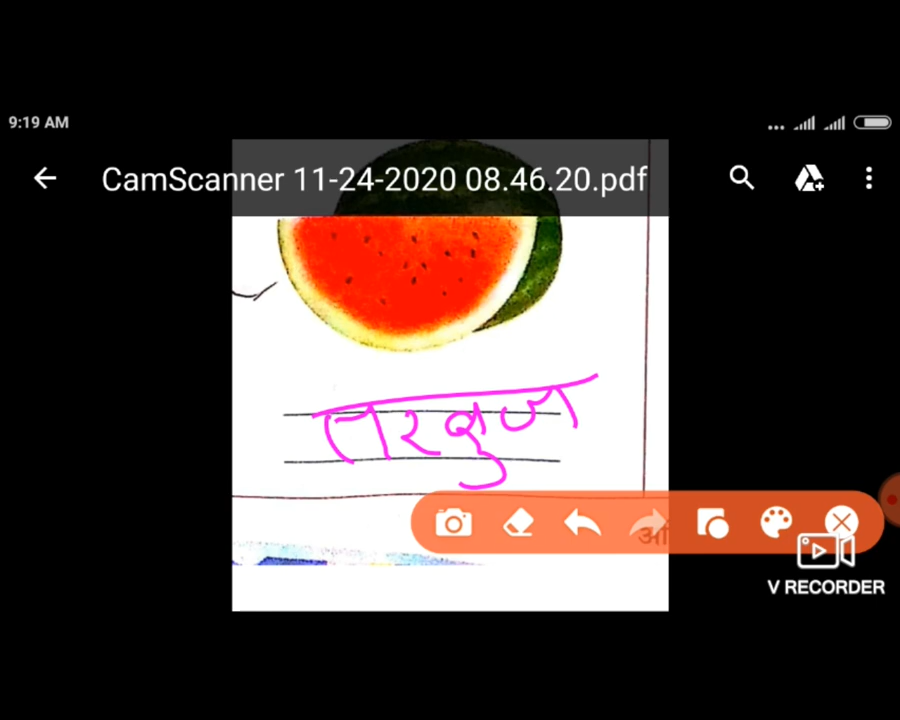 9:19 AM
CamScanner 11-24-2020 08.46.20.pdf
तरबुज
V RECORDER